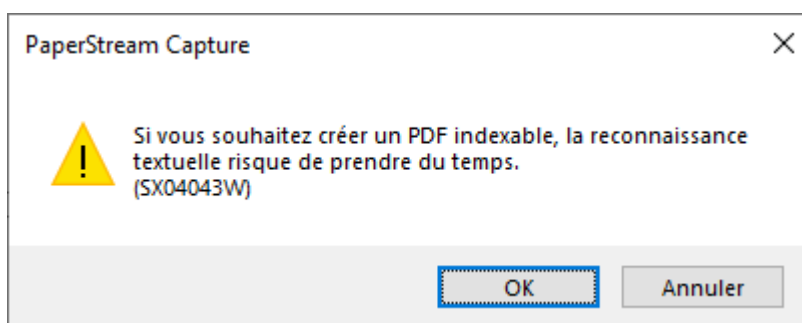 PaperStream Capture
Si vous souhaitez créer un PDF indexable, la reconnaissance
textuelle risque de prendre du temps.
(SX04043W)
OK
Annuler